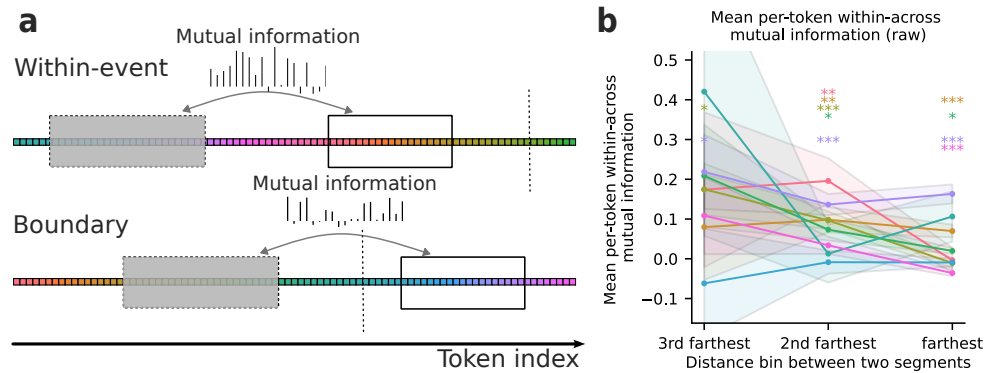 a
Mutual information
Within-event
Mutual information
Boundary
Token index
b
Mean per-token within-across
mutual information (raw)
Mean per-token within-across
mutual information
0.5
0.4
0.3
0.2
0.1
0.0
−0.1
**
**
***
*
***
*
*
***
*
***
***
3rd farthest
2nd farthest
farthest
Distance bin between two segments